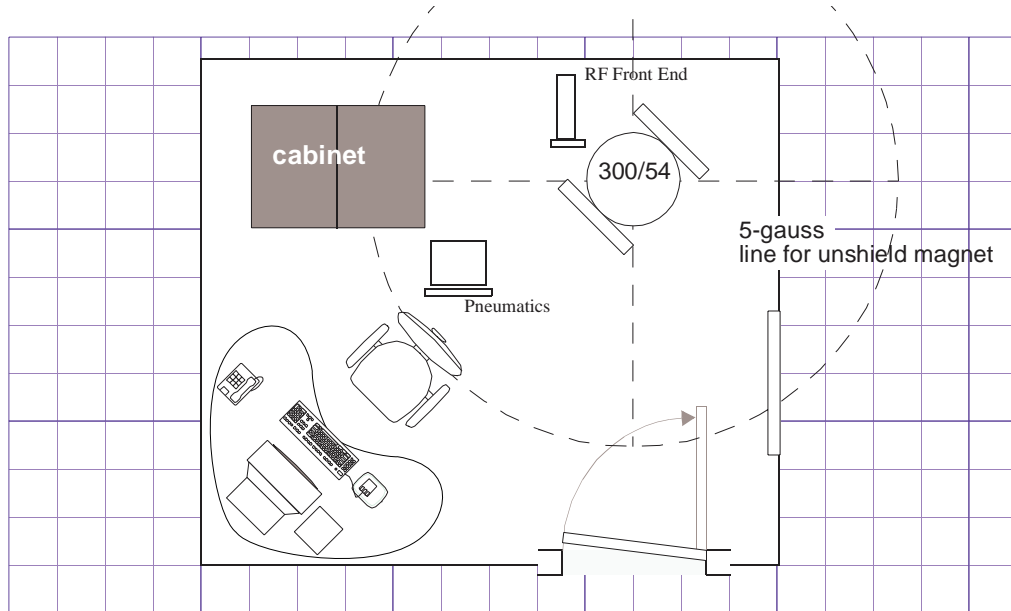 RF Front End
cabinet
300/54
5-gauss
line for unshield magnet
Pneumatics